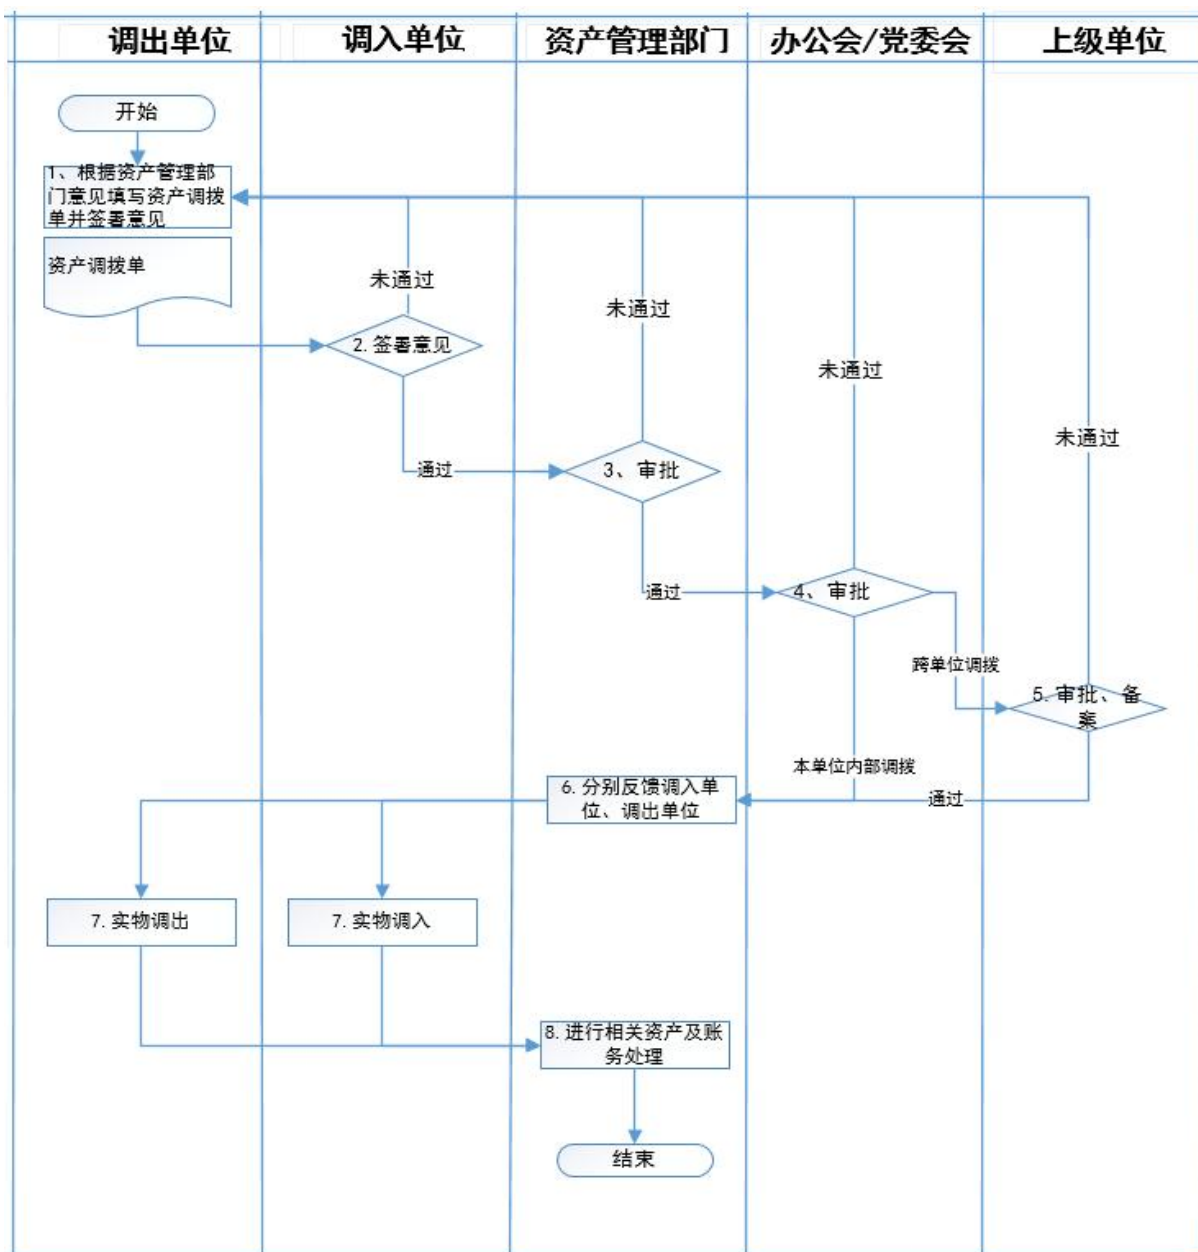 调出单位
调入单位
资产管理部门
办公会/党委会
上级单位
开始
1、根据资产管理部
门意见填写资产调拨
单并签署意见
资产调拨单
未通过
2.签署意见
未通过
未通过
未通过
通过
3、审批
通过
4、审批
跨单位调拨
5.审批、备
案
本单位内部调拨
通过
6.分别反馈调入单
位、调出单位
7.实物调出
7.实物调入
8.进行相关资产及账
务处理
结束